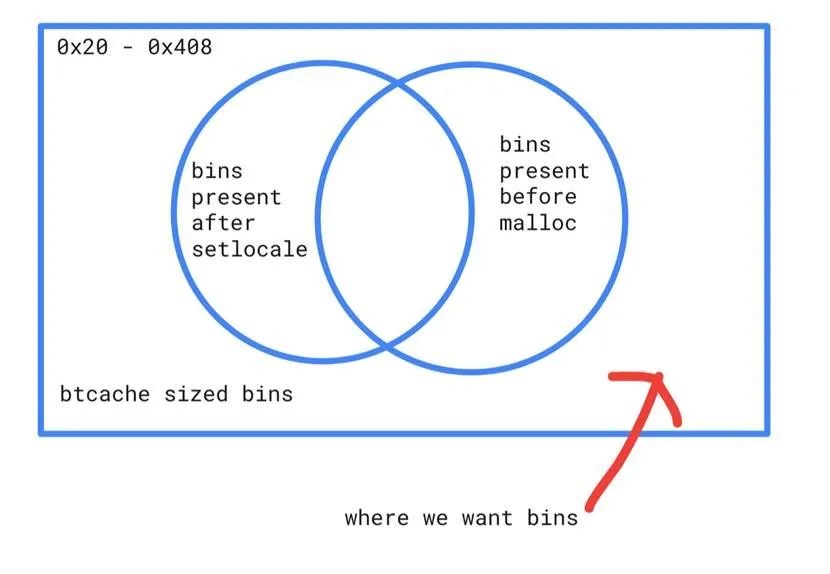 0x20 - 0x408
bins
present
after
setlocale
bins
present
before
malloc
btcache sized bins
where we want bins